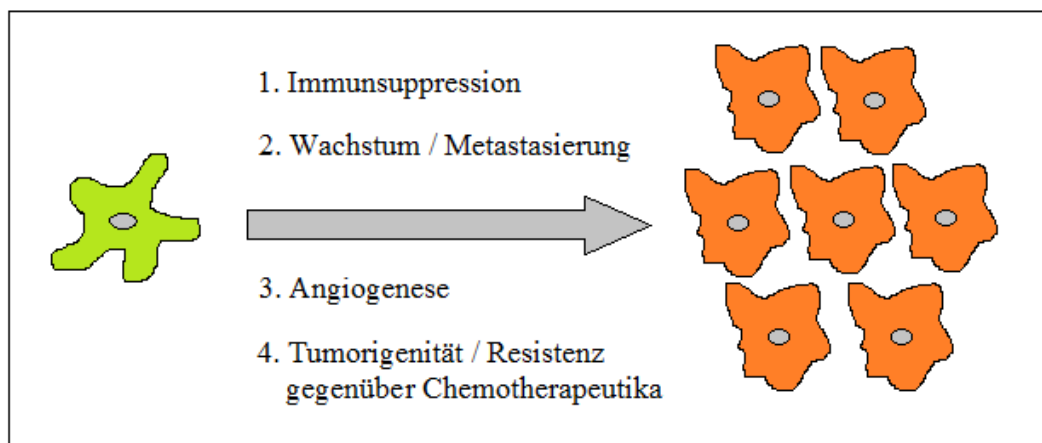 1. Immunsuppression
2. Wachstum / Metastasierung
3. Angiogenese
4. Tumorigenität / Resistenz
gegenüber Chemotherapeutika